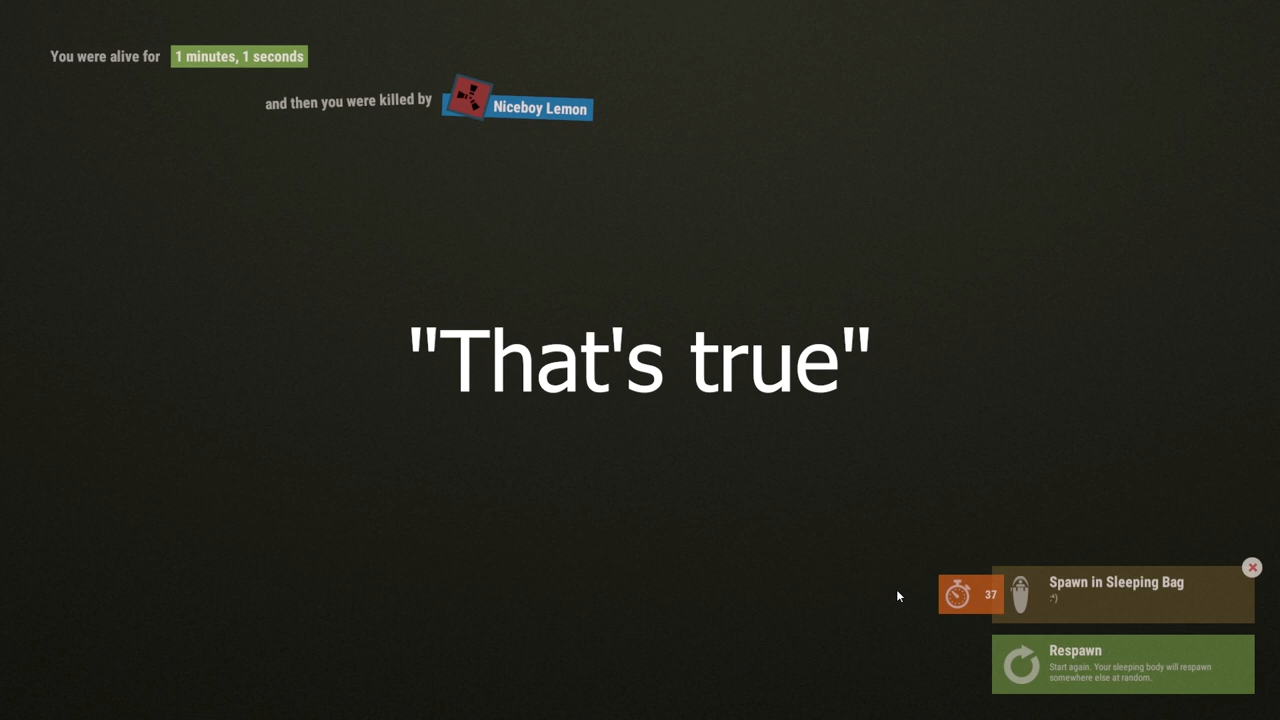 You were alive for 1 minutes, 1 seconds
and then you were killed by Niceboy Lemon
"That's true"
37 Spawn in Sleeping Bag
:')
Respawn
Start again. Your sleeping body will respawn
somewhere else at random.